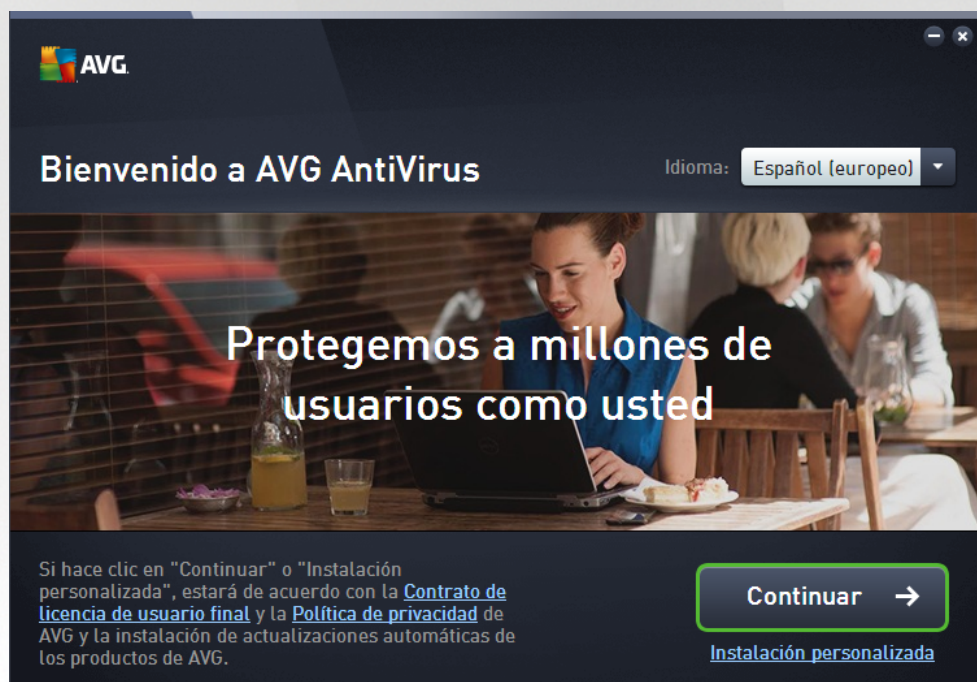 AVG.
Bienvenido a AVG AntiVirus
Idioma: Español (europeo)
Protegemos a millones de
usuarios como usted
Si hace clic en "Continuar" o "Instalación
personalizada", estará de acuerdo con la Contrato de
licencia de usuario final y la Política de privacidad de
AVG y la instalación de actualizaciones automáticas de
los productos de AVG.
Continuar →
Instalación personalizada